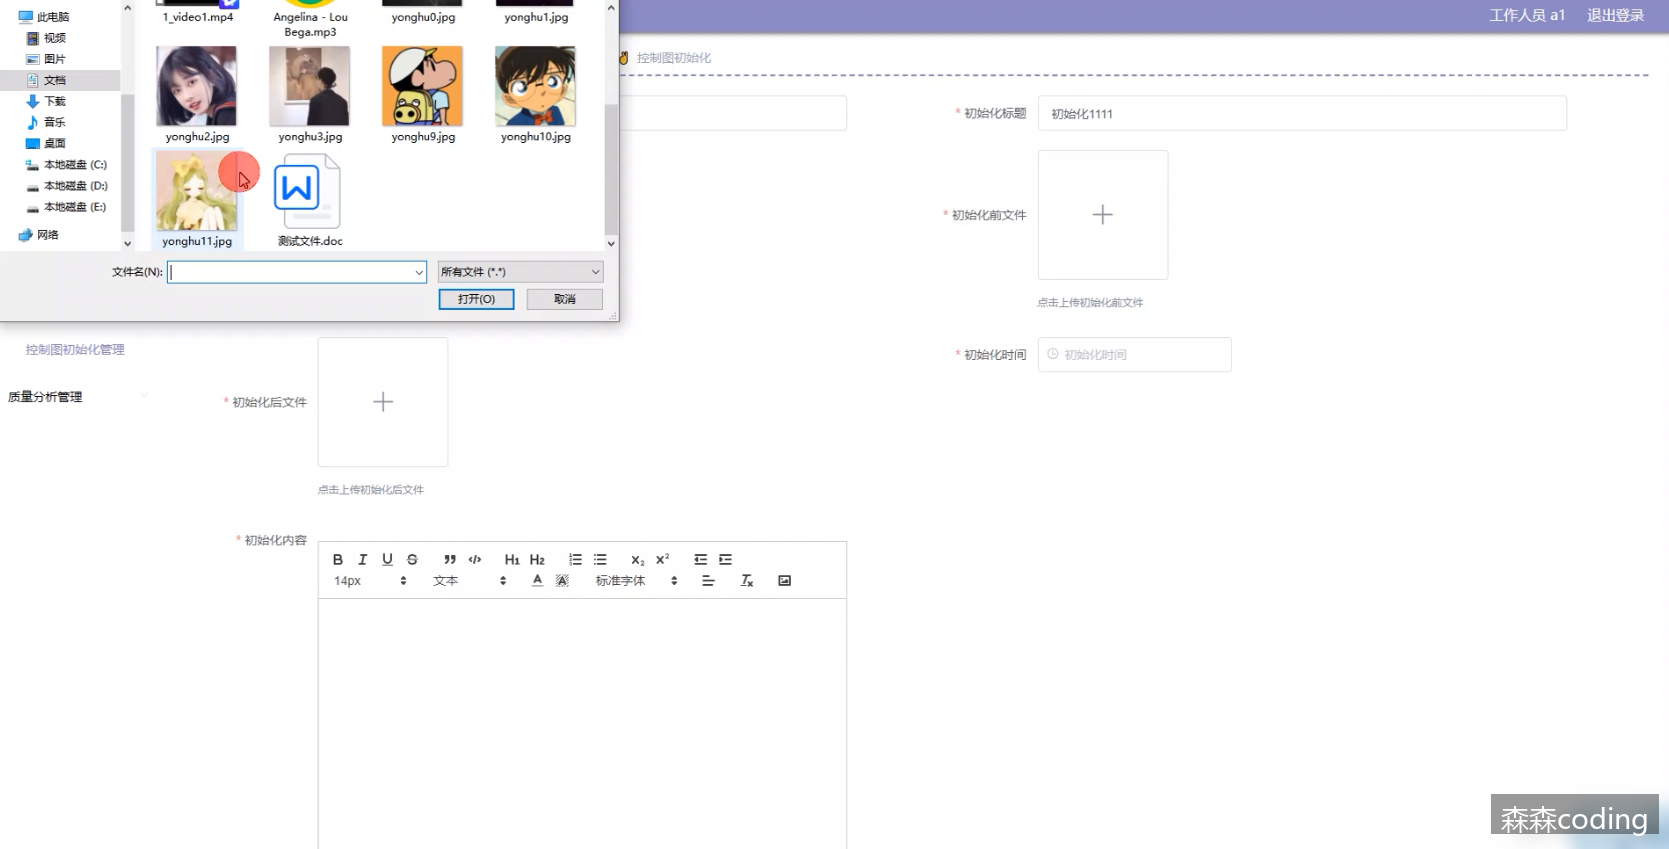 此电脑
视频
图片
文档
下载
音乐
桌面
本地磁盘 (C:)
本地磁盘 (D:)
本地磁盘 (E:)
网络
1_video1.mp4
Angelina - Lou
Bega.mp3
yonghu0.jpg
yonghu1.jpg
yonghu2.jpg
yonghu3.jpg
yonghu9.jpg
yonghu10.jpg
yonghu11.jpg
测试文件.doc
文件名(N):
所有文件 (*.*)
打开(O)
取消
工作人员 a1
退出登录
控制图初始化
* 初始化标题
初始化1111
* 初始化前文件
点击上传初始化前文件
控制图初始化管理
质量分析管理
* 初始化后文件
点击上传初始化后文件
* 初始化时间
初始化时间
* 初始化内容
B I U S
H1 H2
x2 x2
14px
文本
A
标准字体
森森coding